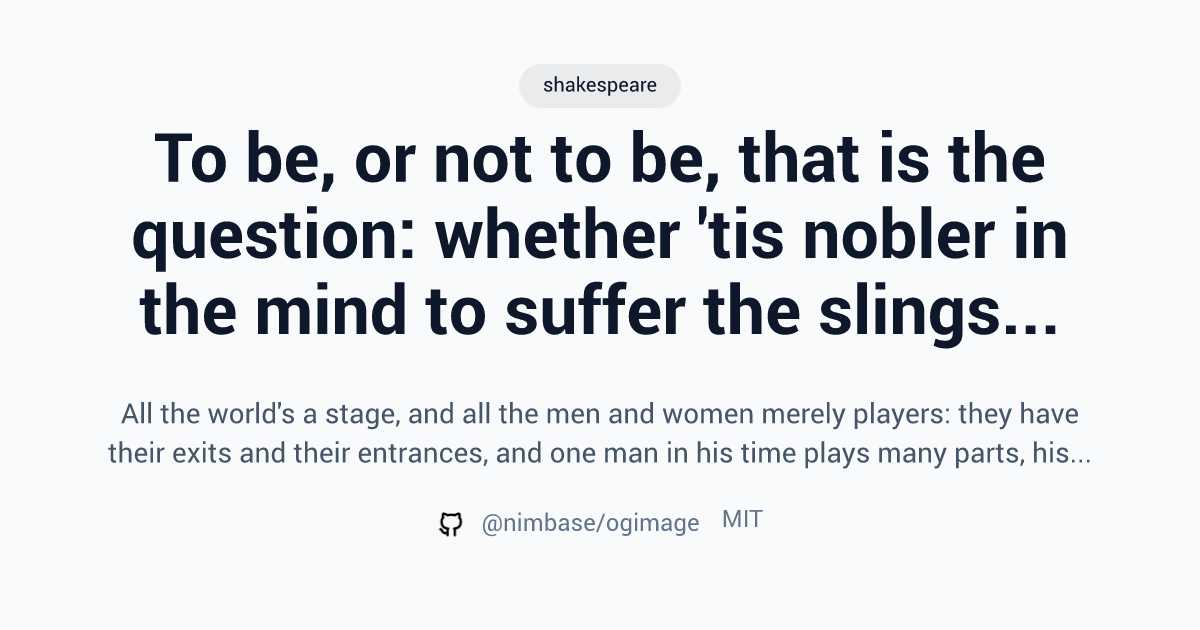 shakespeare
To be, or not to be, that is the
question: whether 'tis nobler in
the mind to suffer the slings...
All the world's a stage, and all the men and women merely players: they have
their exits and their entrances, and one man in his time plays many parts, his...
@nimbase/ogimage MIT